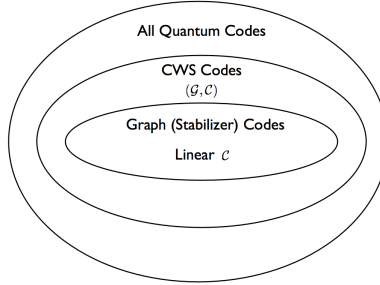 All Quantum Codes
CWS Codes
(𝒢,𝒞)
Graph (Stabilizer) Codes
Linear 𝒞